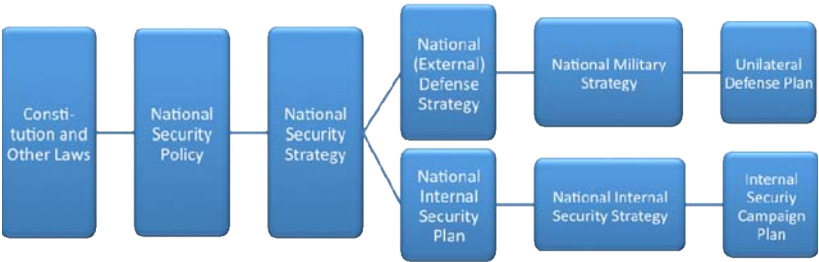 Consti-
tution and
Other Laws
National
Security
Policy
National
Security
Strategy
National
(External)
Defense
Strategy
National Military
Strategy
Unilateral
Defense Plan
National
Internal
Security
Plan
National Internal
Security Strategy
Internal
Security
Campaign
Plan